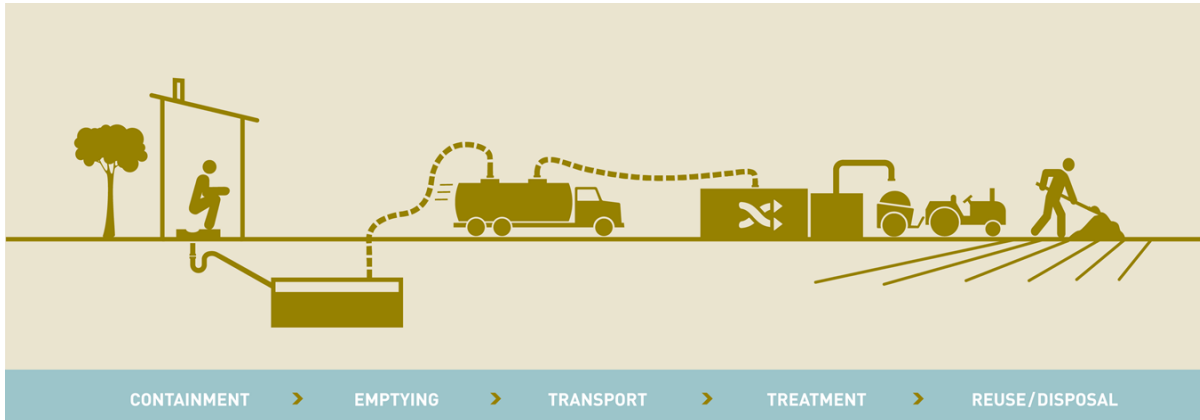 CONTAINMENT > EMPTYING > TRANSPORT > TREATMENT > REUSE/DISPOSAL